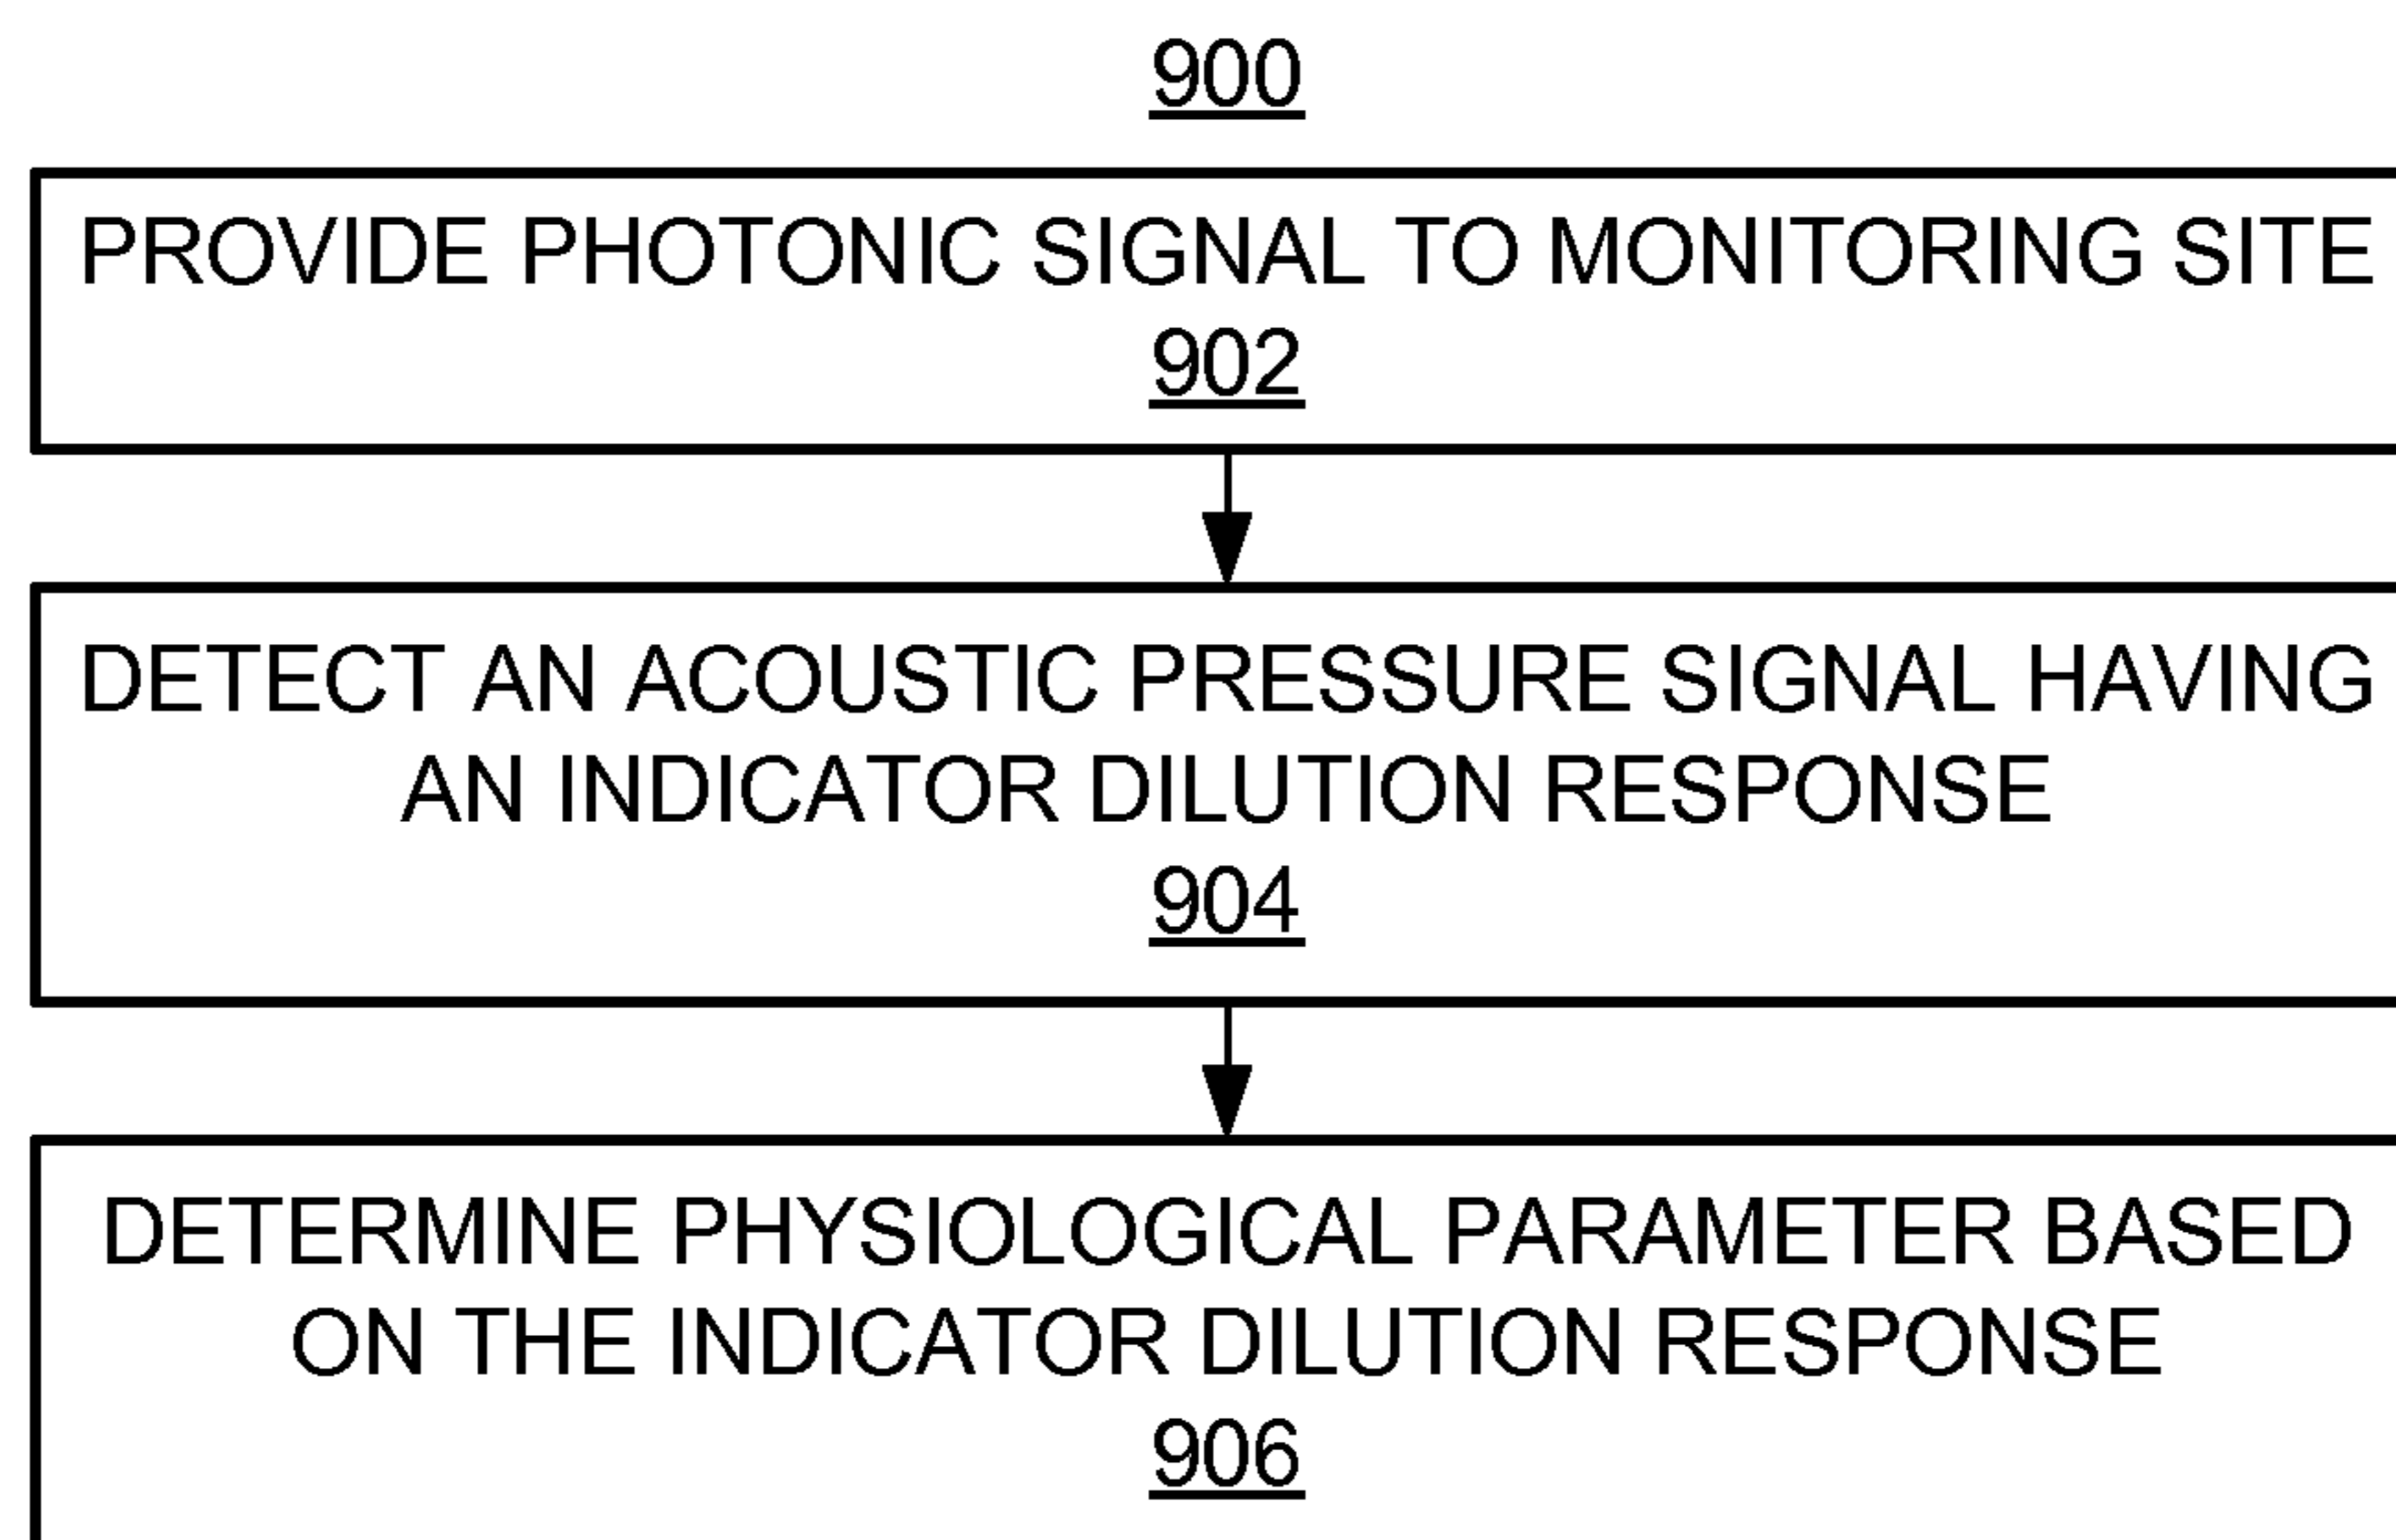 900
PROVIDE PHOTONIC SIGNAL TO MONITORING SITE
902
DETECT AN ACOUSTIC PRESSURE SIGNAL HAVING
AN INDICATOR DILUTION RESPONSE
904
DETERMINE PHYSIOLOGICAL PARAMETER BASED
ON THE INDICATOR DILUTION RESPONSE
906